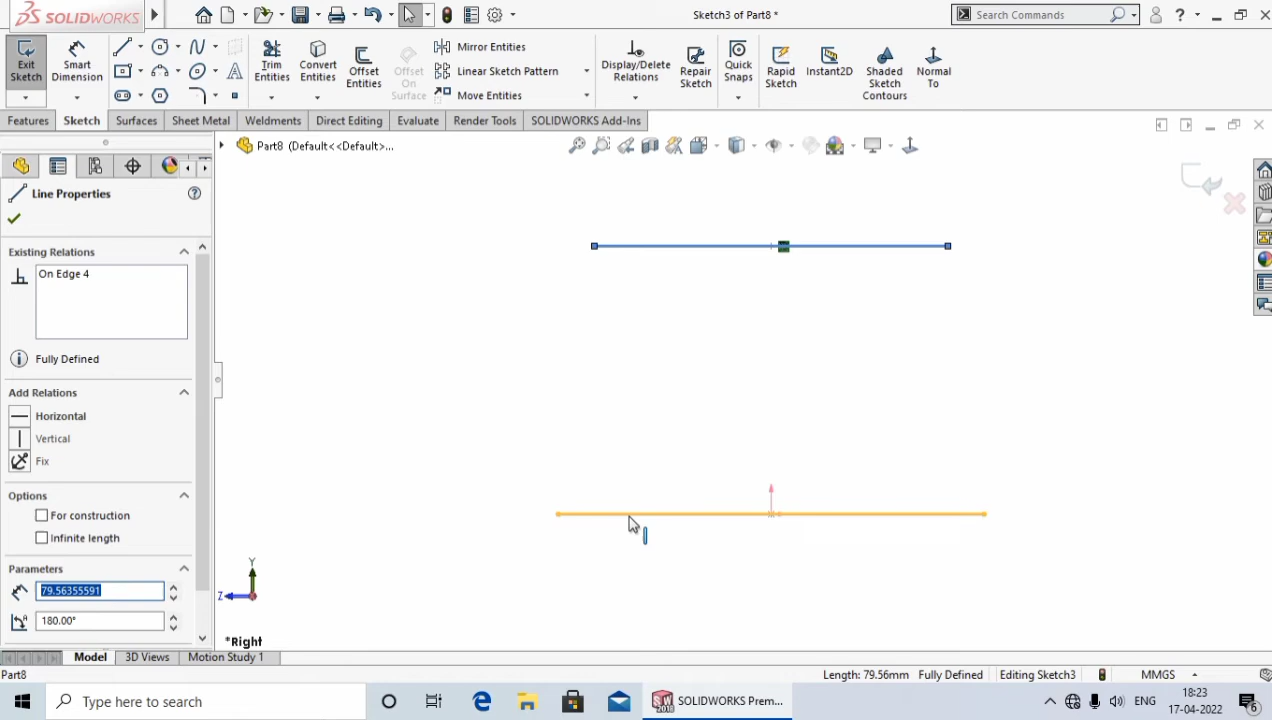 SOLIDWORKS
Sketch3 of Part8 *
Search Commands
Exit Sketch
Smart Dimension
Trim Entities
Convert Entities
Offset Entities
Offset On Surface
Mirror Entities
Linear Sketch Pattern
Move Entities
Display/Delete Relations
Repair Sketch
Quick Snaps
Rapid Sketch
Instant2D
Shaded Sketch Contours
Normal To
Features
Sketch
Surfaces
Sheet Metal
Weldments
Direct Editing
Evaluate
Render Tools
SOLIDWORKS Add-Ins
Part8 (Default<<Default>...
Line Properties
Existing Relations
On Edge 4
Fully Defined
Add Relations
Horizontal
Vertical
Fix
Options
For construction
Infinite length
Parameters
79.56355591
180.00°
Y
Z
*Right
Model
3D Views
Motion Study 1
Part8
Length: 79.56mm
Fully Defined
Editing Sketch3
MMGS
Type here to search
SOLIDWORKS Prem...
ENG
18:23
17-04-2022
6